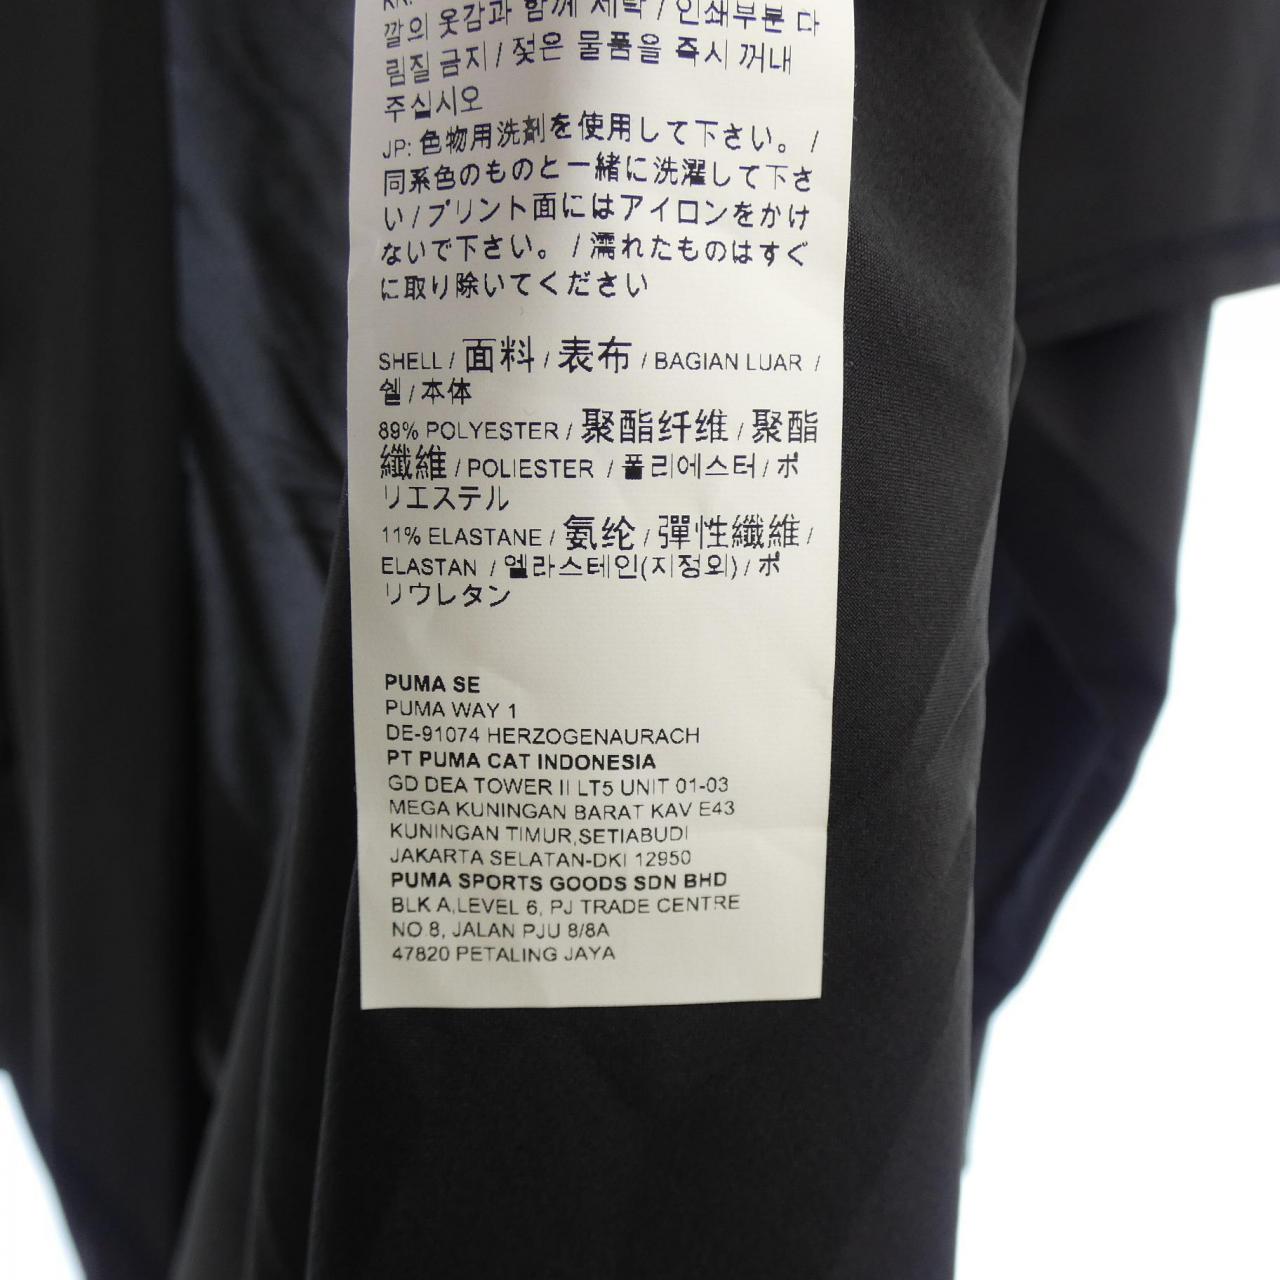 깔의 옷감과 함께 세탁 / 인쇄부분 다
림질 금지 / 젖은 물품을 즉시 꺼내
주십시오
JP: 色物用洗剤を使用して下さい。 /
同系色のものと一緒に洗濯して下さ
い / プリント面にはアイロンをかけ
ないで下さい。 / 濡れたものはすぐ
に取り除いてください
SHELL / 面料 / 表布 / BAGIAN LUAR /
쉘 / 本体
89% POLYESTER / 聚酯纤维 / 聚酯
纖維 / POLIESTER / 폴리에스터 / ポ
リエステル
11% ELASTANE / 氨纶 / 彈性纖維 /
ELASTAN / 엘라스테인(지정외) / ポ
リウレタン
PUMA SE
PUMA WAY 1
DE-91074 HERZOGENAURACH
PT PUMA CAT INDONESIA
GD DEA TOWER II LT5 UNIT 01-03
MEGA KUNINGAN BARAT KAV E43
KUNINGAN TIMUR,SETIABUDI
JAKARTA SELATAN-DKI 12950
PUMA SPORTS GOODS SDN BHD
BLK A,LEVEL 6, PJ TRADE CENTRE
NO 8, JALAN PJU 8/8A
47820 PETALING JAYA